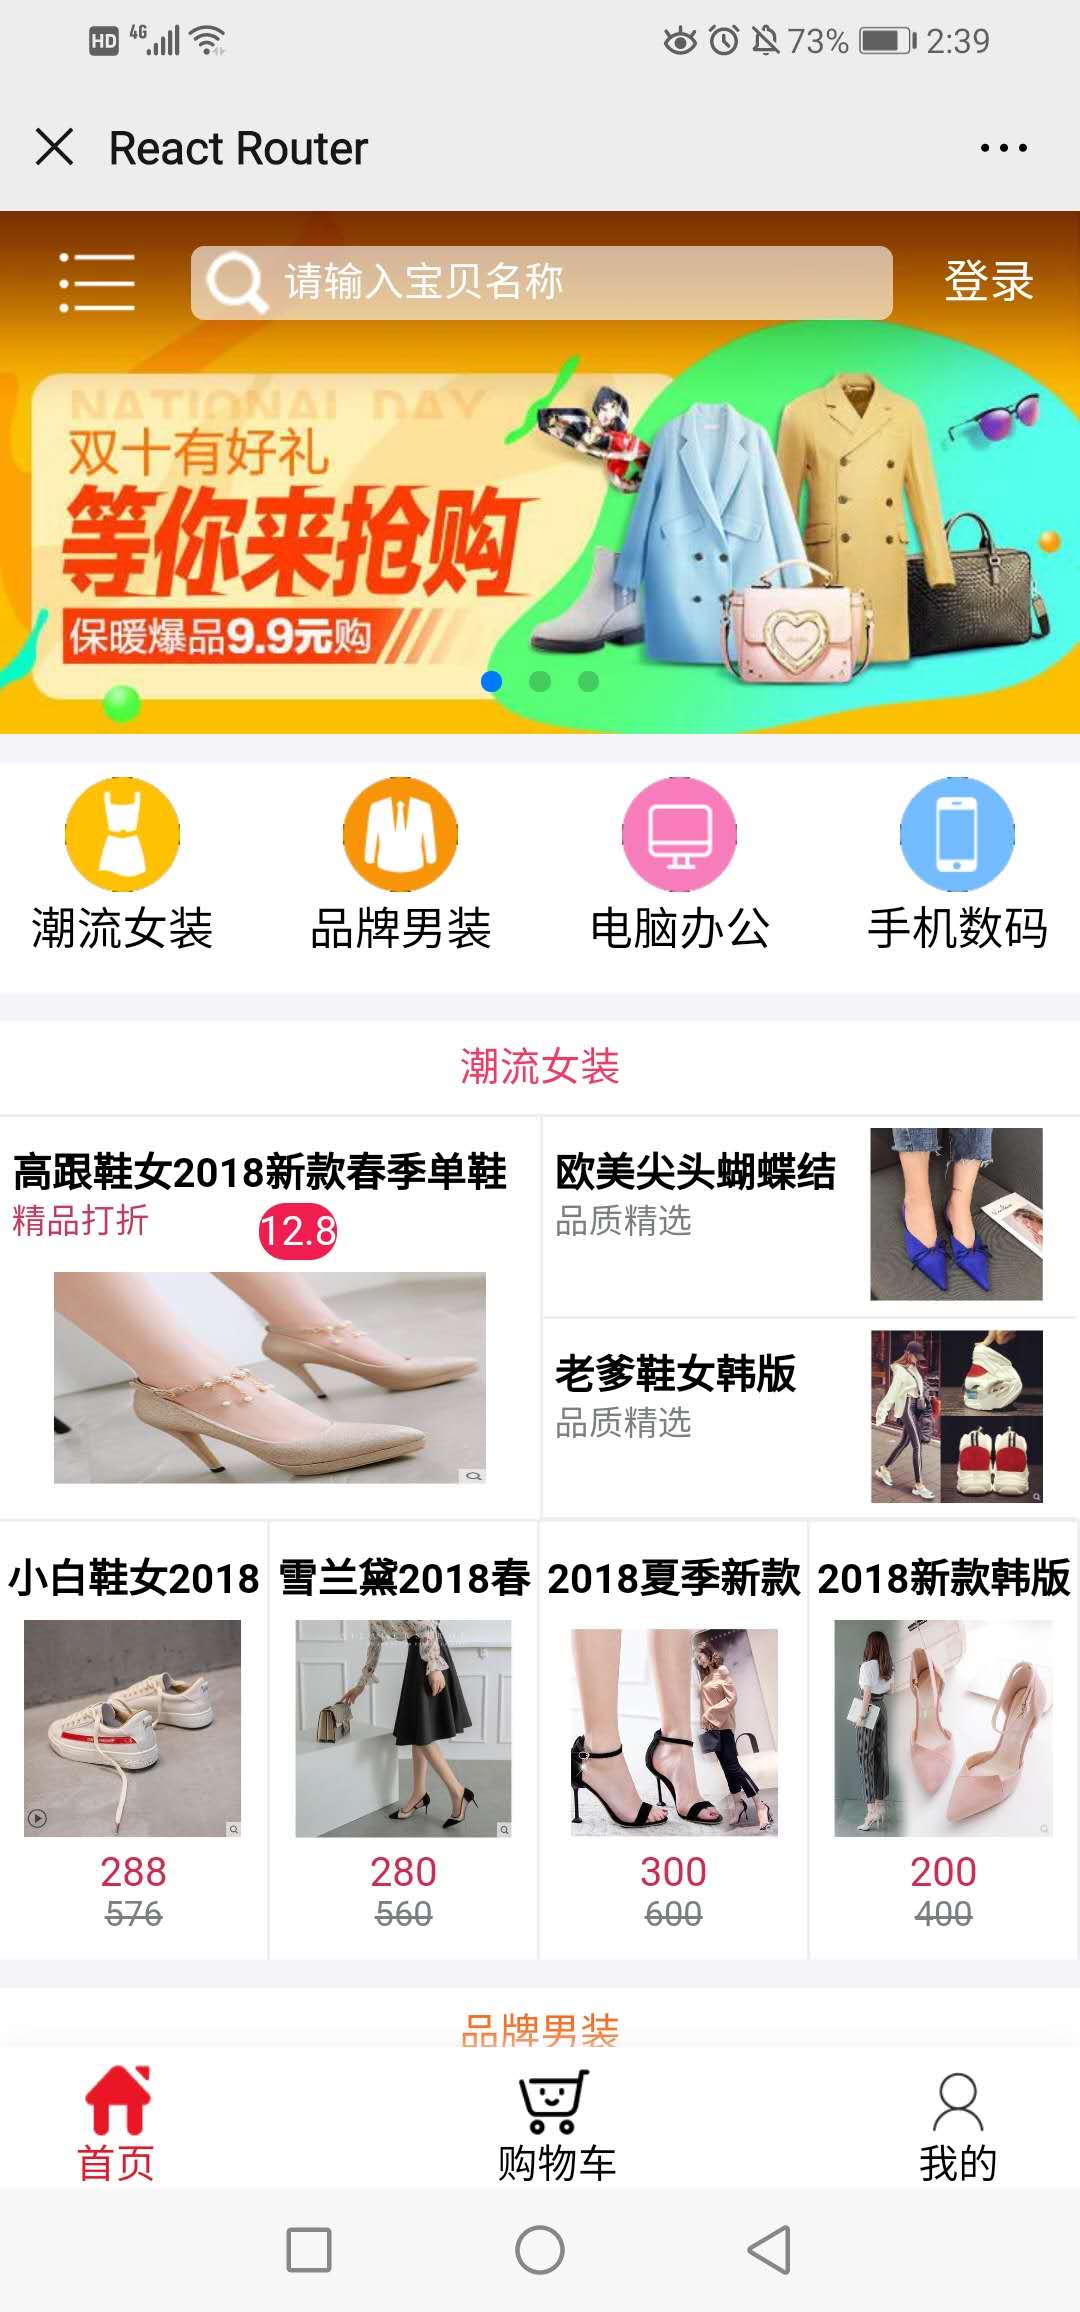 HD 4G 73% 2:39
React Router
请输入宝贝名称
登录
NATIONAL DAY
双十有好礼
等你来抢购
保暖爆品9.9元购
潮流女装 品牌男装 电脑办公 手机数码
潮流女装
高跟鞋女2018新款春季单鞋
精品打折 12.8
欧美尖头蝴蝶结
品质精选
老爹鞋女韩版
品质精选
小白鞋女2018 雪兰黛2018春 2018夏季新款 2018新款韩版
288 280 300 200
576 560 600 400
品牌男装
首页 购物车 我的